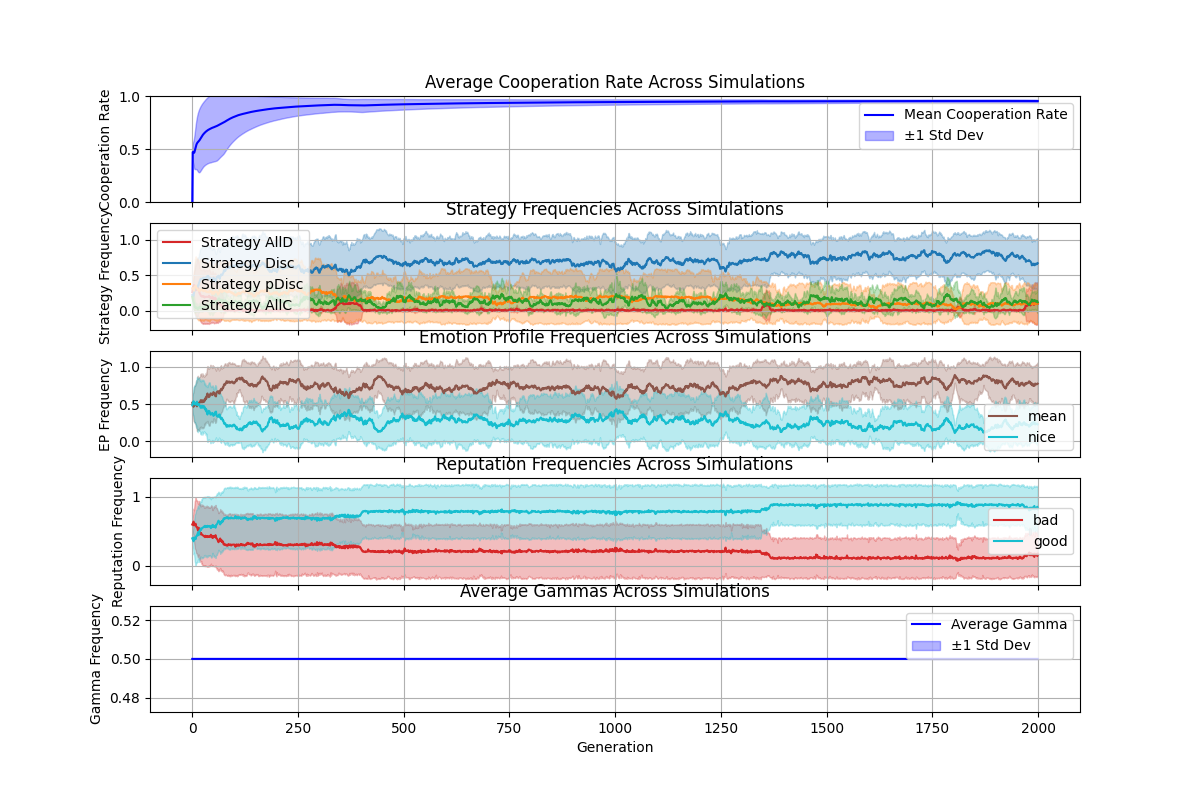 Average Cooperation Rate Across Simulations
Cooperation Rate
1.0
0.5
0.0
Mean Cooperation Rate
±1 Std Dev
Strategy Frequencies Across Simulations
Strategy Frequency
1.0
0.5
0.0
Strategy AllD
Strategy Disc
Strategy pDisc
Strategy AllC
Emotion Profile Frequencies Across Simulations
EP Frequency
1.0
0.5
0.0
mean
nice
Reputation Frequencies Across Simulations
Reputation Frequency
1
0
bad
good
Average Gammas Across Simulations
Gamma Frequency
0.52
0.50
0.48
Average Gamma
±1 Std Dev
0 250 500 750 1000 1250 1500 1750 2000
Generation